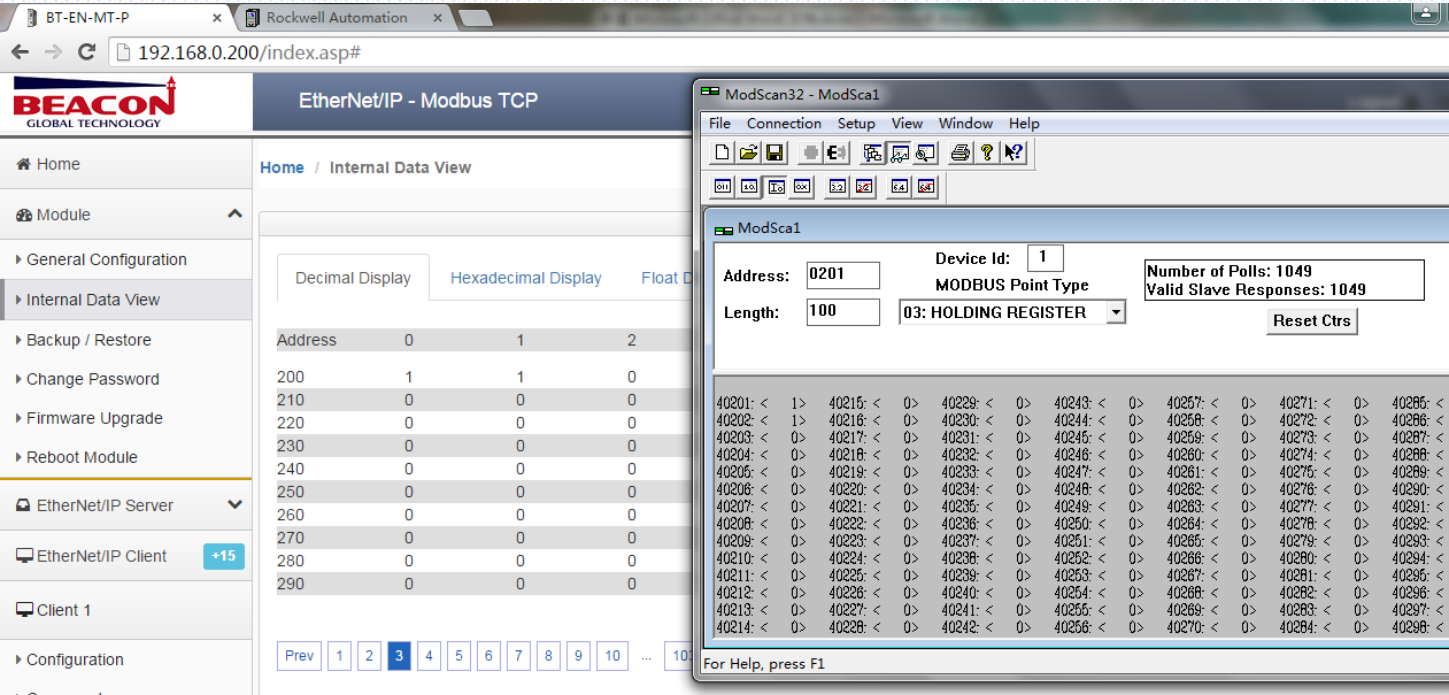 BT-EN-MT-P × Rockwell Automation ×
192.168.0.200/index.asp#
BEACON
GLOBAL TECHNOLOGY
EtherNet/IP - Modbus TCP
Home
Module
General Configuration
Internal Data View
Backup / Restore
Change Password
Firmware Upgrade
Reboot Module
EtherNet/IP Server
EtherNet/IP Client +15
Client 1
Configuration
Home / Internal Data View
Decimal Display Hexadecimal Display Float D
Address 0 1 2
200 1 1 0
210 0 0 0
220 0 0 0
230 0 0 0
240 0 0 0
250 0 0 0
260 0 0 0
270 0 0 0
280 0 0 0
290 0 0 0
Prev 1 2 3 4 5 6 7 8 9 10 ... 103
ModScan32 - ModSca1
File Connection Setup View Window Help
ModSca1
Address: 0201
Device Id: 1
MODBUS Point Type
Length: 100
03: HOLDING REGISTER
Number of Polls: 1049
Valid Slave Responses: 1049
Reset Ctrs
40201: < 1> 40215: < 0> 40229: < 0> 40243: < 0> 40257: < 0> 40271: < 0> 40285: <
40202: < 1> 40216: < 0> 40230: < 0> 40244: < 0> 40258: < 0> 40272: < 0> 40286: <
40203: < 0> 40217: < 0> 40231: < 0> 40245: < 0> 40259: < 0> 40273: < 0> 40287: <
40204: < 0> 40218: < 0> 40232: < 0> 40246: < 0> 40260: < 0> 40274: < 0> 40288: <
40205: < 0> 40219: < 0> 40233: < 0> 40247: < 0> 40261: < 0> 40275: < 0> 40289: <
40206: < 0> 40220: < 0> 40234: < 0> 40248: < 0> 40262: < 0> 40276: < 0> 40290: <
40207: < 0> 40221: < 0> 40235: < 0> 40249: < 0> 40263: < 0> 40277: < 0> 40291: <
40208: < 0> 40222: < 0> 40236: < 0> 40250: < 0> 40264: < 0> 40278: < 0> 40292: <
40209: < 0> 40223: < 0> 40237: < 0> 40251: < 0> 40265: < 0> 40279: < 0> 40293: <
40210: < 0> 40224: < 0> 40238: < 0> 40252: < 0> 40266: < 0> 40280: < 0> 40294: <
40211: < 0> 40225: < 0> 40239: < 0> 40253: < 0> 40267: < 0> 40281: < 0> 40295: <
40212: < 0> 40226: < 0> 40240: < 0> 40254: < 0> 40268: < 0> 40282: < 0> 40296: <
40213: < 0> 40227: < 0> 40241: < 0> 40255: < 0> 40269: < 0> 40283: < 0> 40297: <
40214: < 0> 40228: < 0> 40242: < 0> 40256: < 0> 40270: < 0> 40284: < 0> 40298: <
For Help, press F1